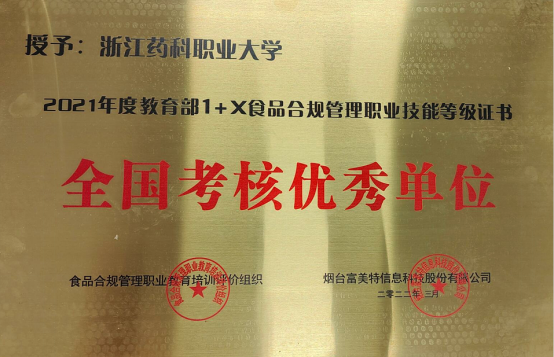 授予：浙江药科职业大学
2021年度教育部1+X食品合规管理职业技能等级证书
全国考核优秀单位
食品合规管理职业教育培训评价组织
烟台富美特信息科技股份有限公司
二〇二二年 三月